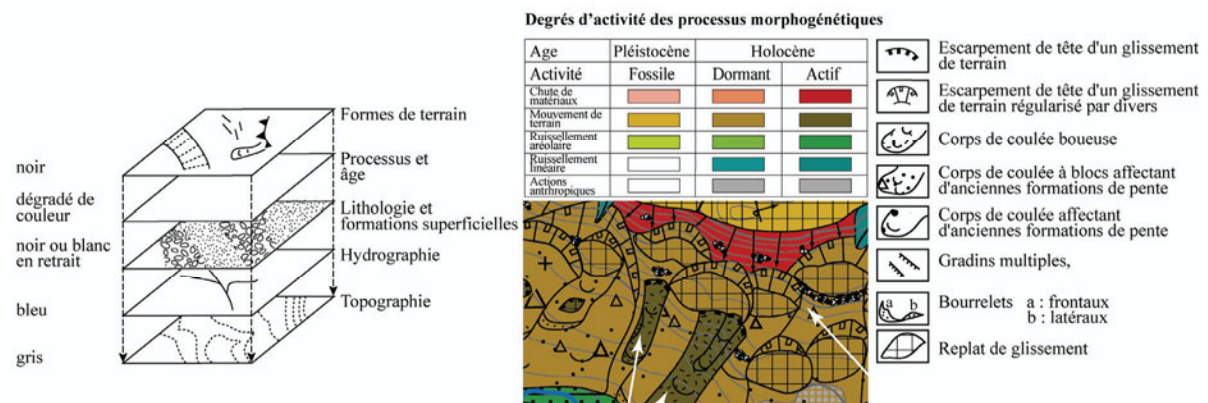 noir
dégradé de
couleur
noir ou blanc
en retrait
bleu
gris
Formes de terrain
Processus et
âge
Lithologie et
formations superficielles
Hydrographie
Topographie
Degrés d'activité des processus morphogénétiques
Age Pléistocène Holocène
Activité Fossile Dormant Actif
Chute de
matériaux
Mouvement de
terrain
Ruissellement
aréolaire
Ruissellement
linéaire
Actions
antrhropiques
Escarpement de tête d'un glissement
de terrain
Escarpement de tête d'un glissement
de terrain régularisé par divers
Corps de coulée boueuse
Corps de coulée à blocs affectant
d'anciennes formations de pente
Corps de coulée affectant
d'anciennes formations de pente
Gradins multiples,
a b
Bourrelets a : frontaux
b : latéraux
Replat de glissement